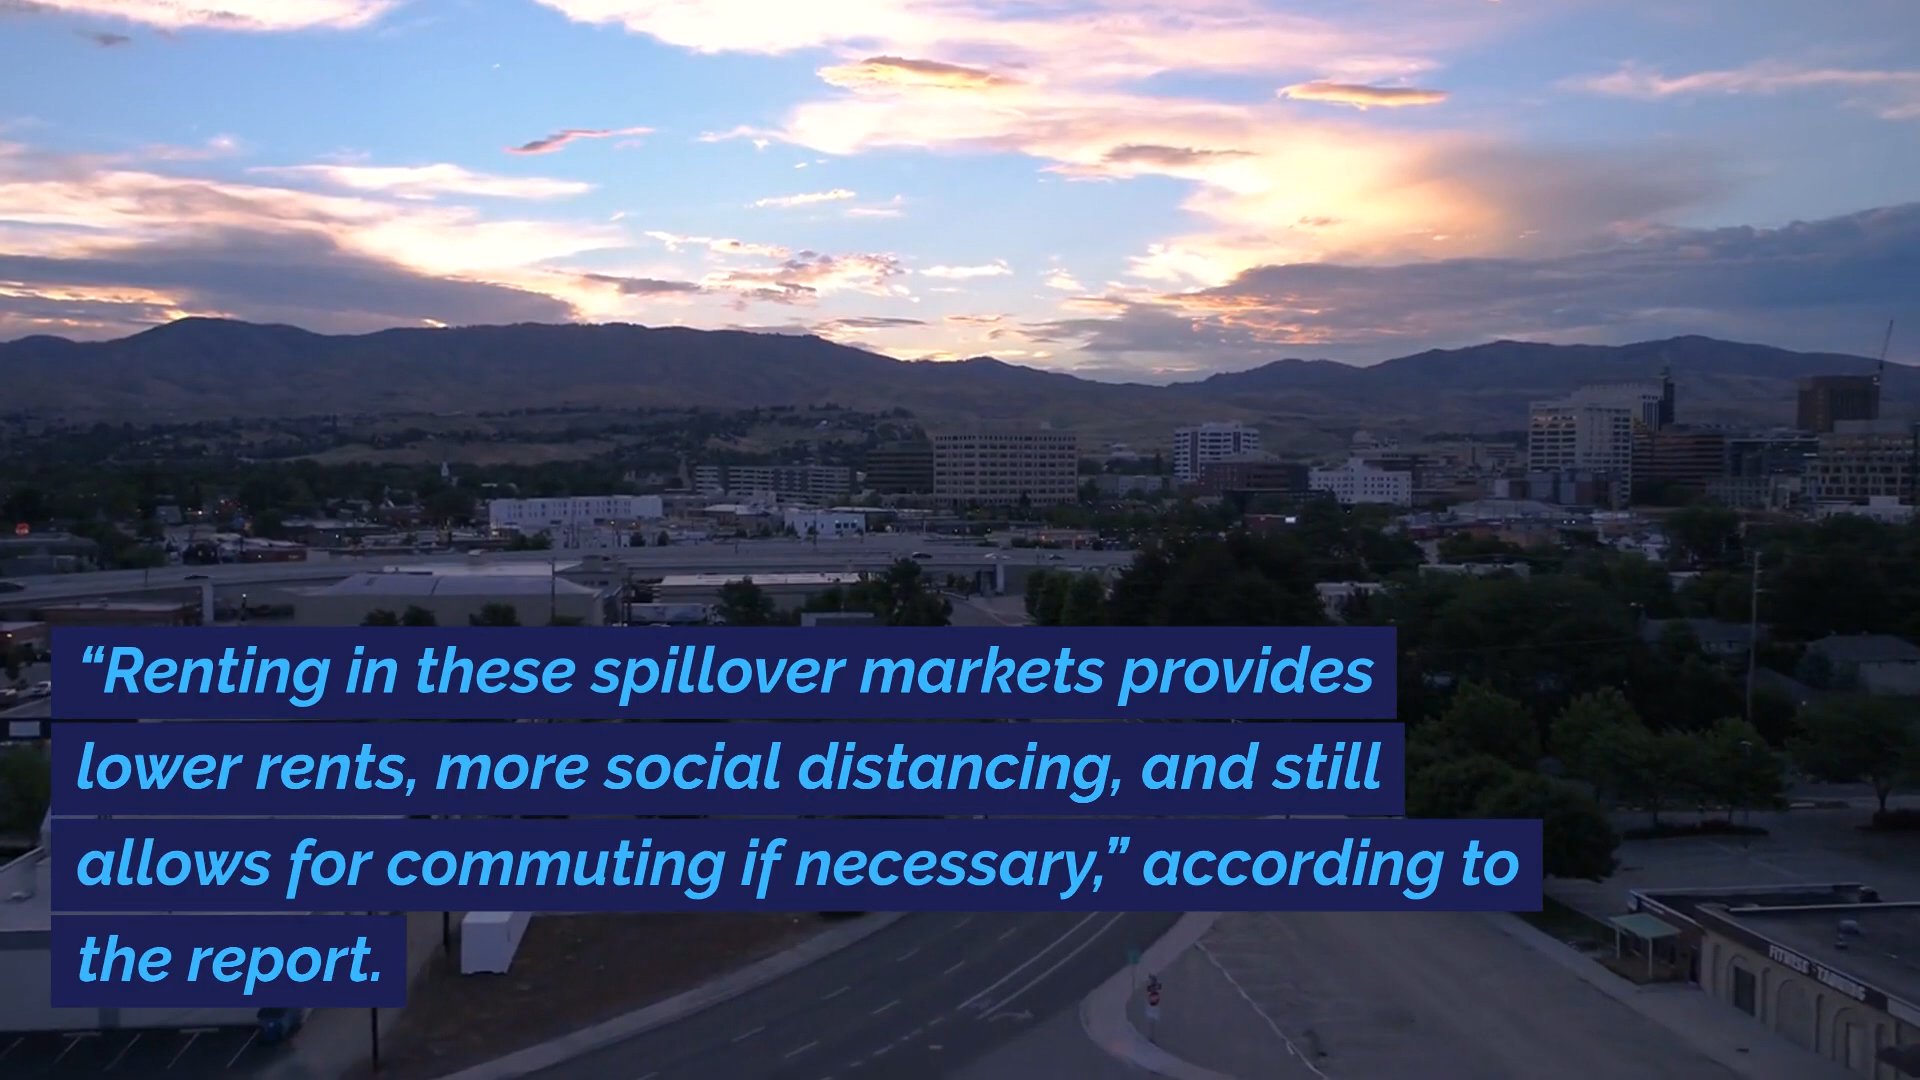 “Renting in these spillover markets provides
lower rents, more social distancing, and still
allows for commuting if necessary,” according to
the report.